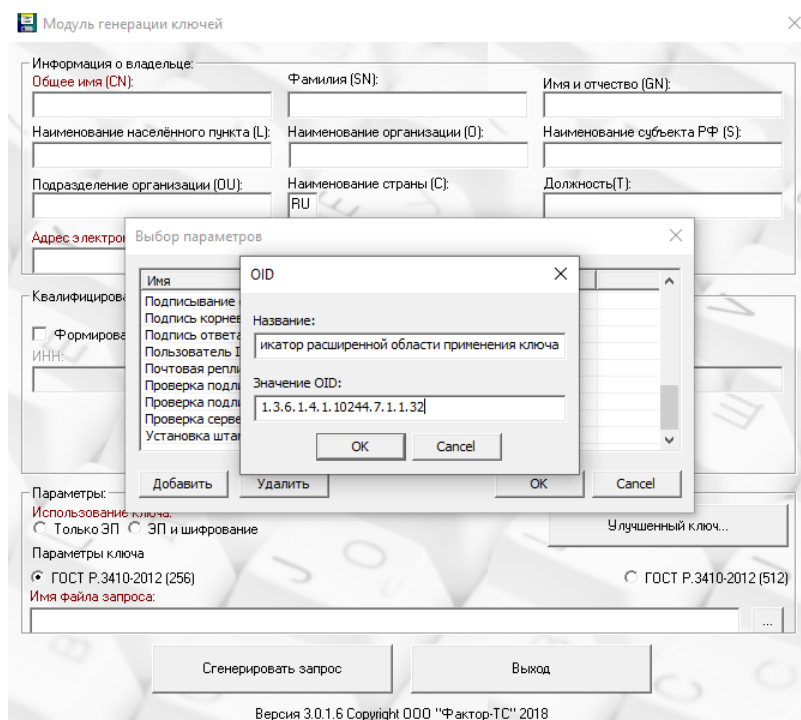 Модуль генерации ключей
Информация о владельце:
Общее имя (CN):
Фамилия (SN):
Имя и отчество (GN):
Наименование населённого пункта (L):
Наименование организации (O):
Наименование субъекта РФ (S):
Подразделение организации (OU):
Наименование страны (C):
Должность(T):
RU
Адрес электрон
Выбор параметров
Имя
Подписывание
Подпись корнев
Подпись ответа
Пользователь
Почтовая репли
Проверка подли
Проверка подли
Проверка серве
Установка штам
OID
Название:
икатор расширенной области применения ключа
Значение OID:
1.3.6.1.4.1.10244.7.1.1.32
OK
Cancel
Добавить
Удалить
OK
Cancel
Квалифицирова
Формирова
ИНН:
Параметры:
Использование ключа:
Только ЭП
ЭП и шифрование
Улучшенный ключ...
Параметры ключа
ГОСТ Р.3410-2012 (256)
ГОСТ Р.3410-2012 (512)
Имя файла запроса:
...
Сгенерировать запрос
Выход
Версия 3.0.1.6 Copyright ООО "Фактор-ТС" 2018